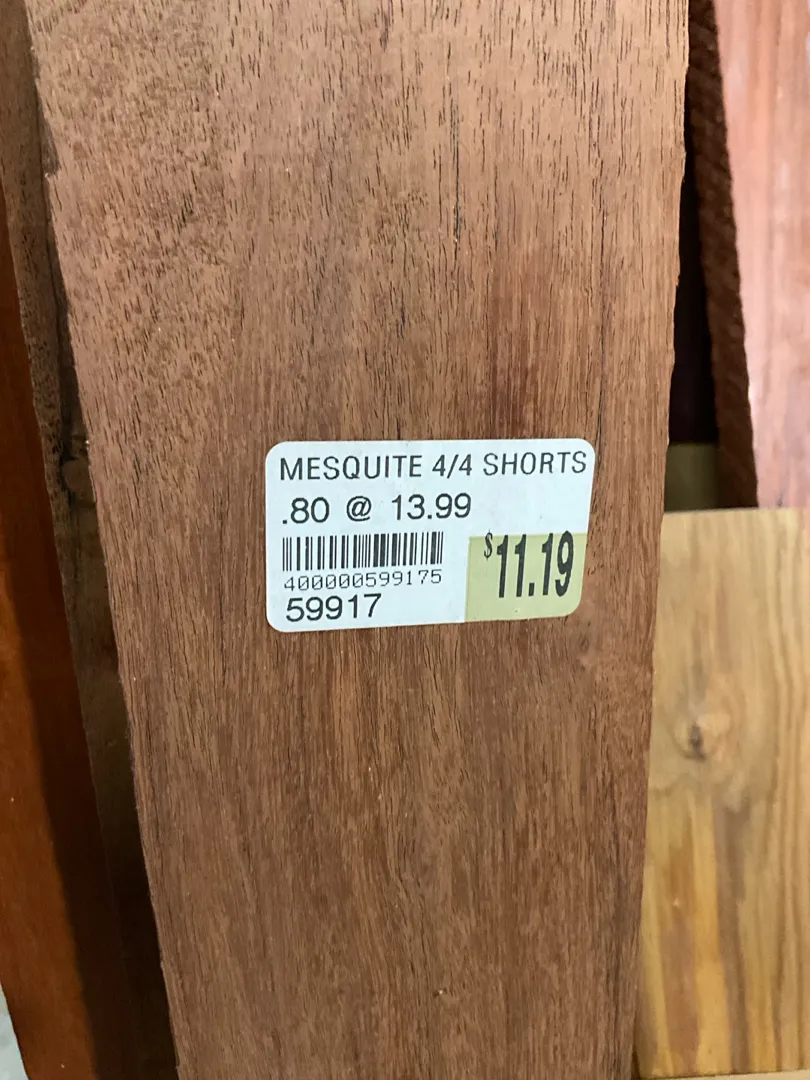 MESQUITE 4/4 SHORTS
.80 @ 13.99
$11.19
400000599175
59917